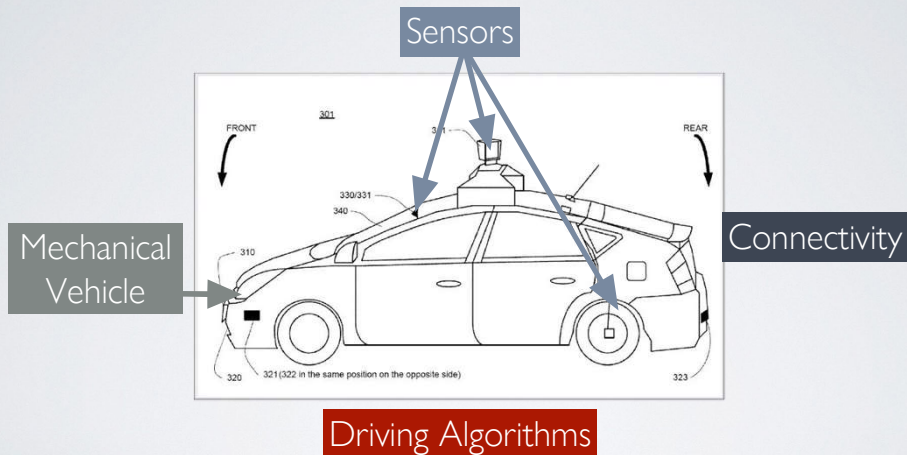 Sensors
301
FRONT
REAR
330/331
340
Mechanical
Vehicle
310
Connectivity
320
321(322 in the same position on the opposite side)
323
Driving Algorithms